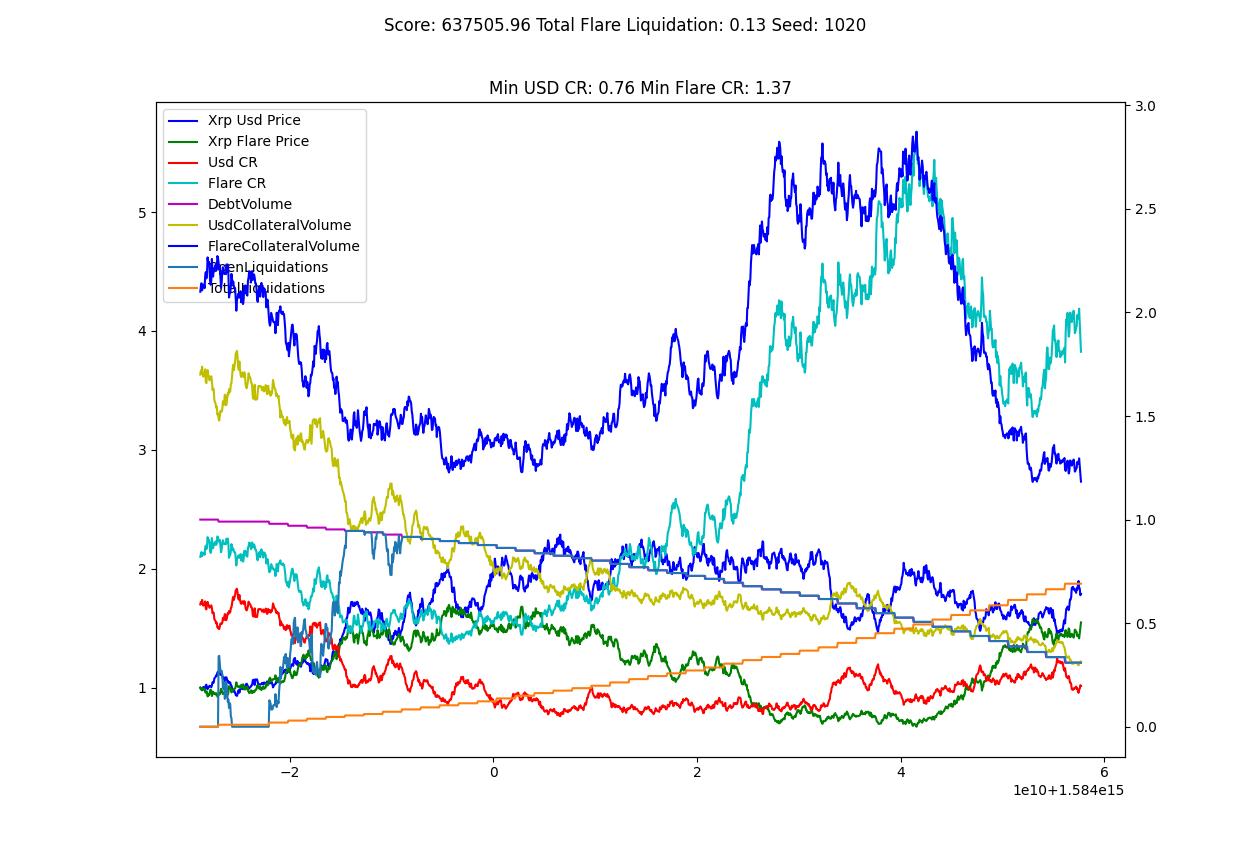 Score: 637505.96 Total Flare Liquidation: 0.13 Seed: 1020
Min USD CR: 0.76 Min Flare CR: 1.37
Xrp Usd Price
Xrp Flare Price
Usd CR
Flare CR
DebtVolume
UsdCollateralVolume
FlareCollateralVolume
OpenLiquidations
TotalLiquidations
5
4
3
2
1
3.0
2.5
2.0
1.5
1.0
0.5
0.0
−2
0
2
4
6
1e10+1.584e15